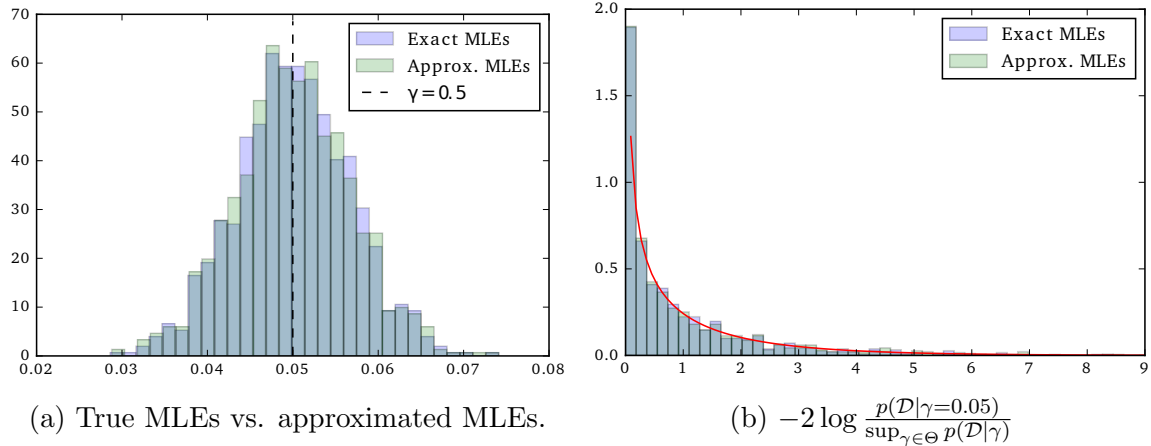 70
60
50
40
30
20
10
0
0.02 0.03 0.04 0.05 0.06 0.07 0.08
Exact MLEs
Approx. MLEs
γ = 0.5
(a) True MLEs vs. approximated MLEs.
2.0
1.5
1.0
0.5
0.0
0 1 2 3 4 5 6 7 8 9
Exact MLEs
Approx. MLEs
(b) −2 log p(𝒟|γ=0.05) / sup_{γ∈Θ} p(𝒟|γ)